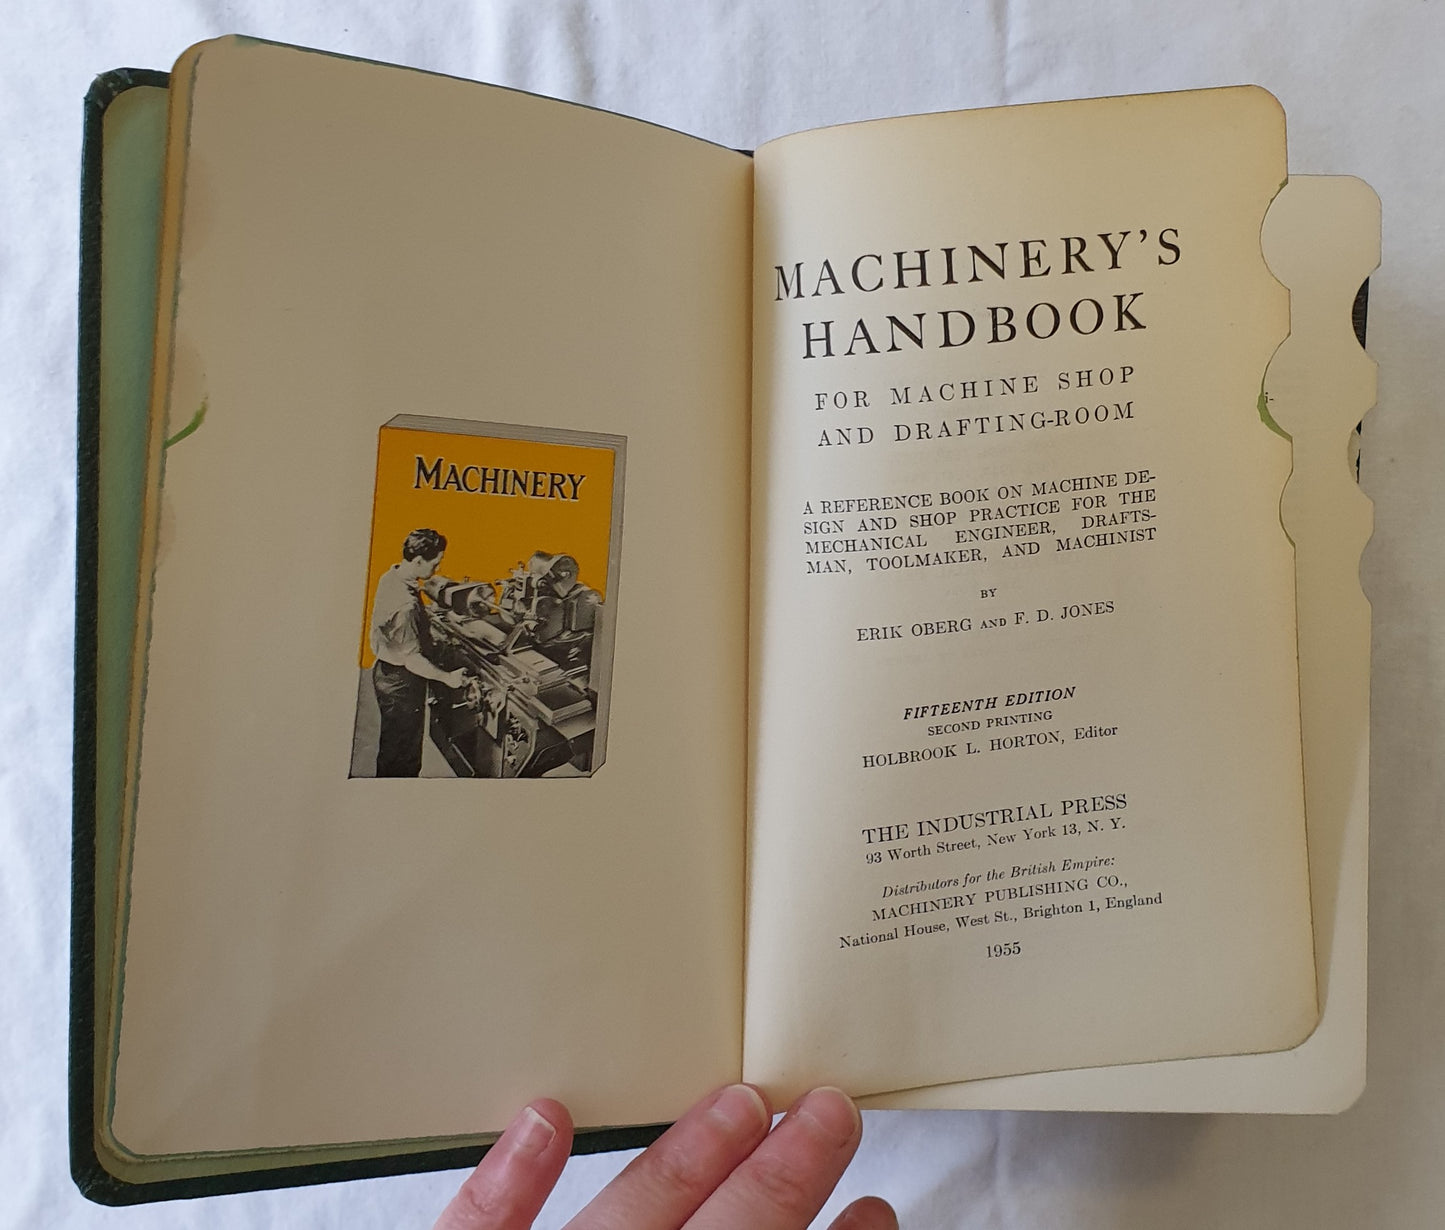 MACHINERY
MACHINERY'S
HANDBOOK
FOR MACHINE SHOP
AND DRAFTING-ROOM
A REFERENCE BOOK ON MACHINE DE-
SIGN AND SHOP PRACTICE FOR THE
MECHANICAL ENGINEER, DRAFTS-
MAN, TOOLMAKER, AND MACHINIST
BY
ERIK OBERG AND F. D. JONES
FIFTEENTH EDITION
SECOND PRINTING
HOLBROOK L. HORTON, Editor
THE INDUSTRIAL PRESS
93 Worth Street, New York 13, N. Y.
Distributors for the British Empire:
MACHINERY PUBLISHING CO.,
National House, West St., Brighton 1, England
1955
i-